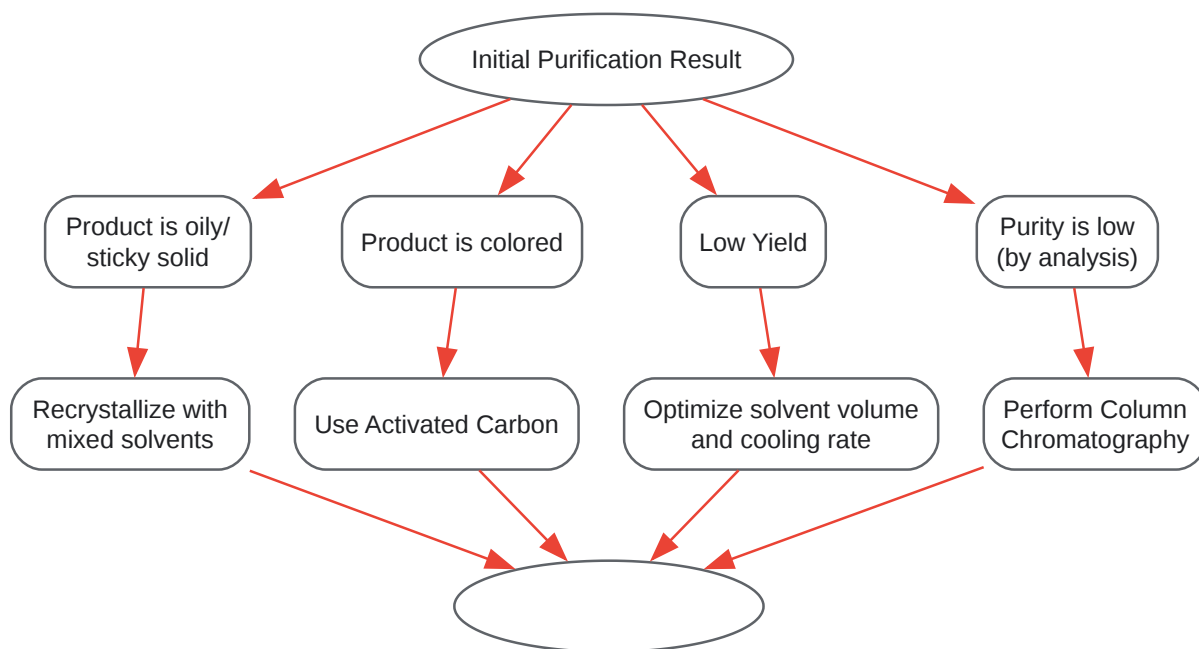 Initial Purification Result
Product is oily/
sticky solid
Product is colored
Low Yield
Purity is low
(by analysis)
Recrystallize with
mixed solvents
Use Activated Carbon
Optimize solvent volume
and cooling rate
Perform Column
Chromatography